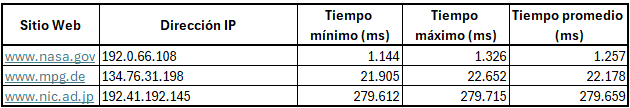 Sitio Web Dirección IP Tiempo mínimo (ms) Tiempo máximo (ms) Tiempo promedio (ms)
www.nasa.gov 192.0.66.108 1.144 1.326 1.257
www.mpg.de 134.76.31.198 21.905 22.652 22.178
www.nic.ad.jp 192.41.192.145 279.612 279.715 279.659